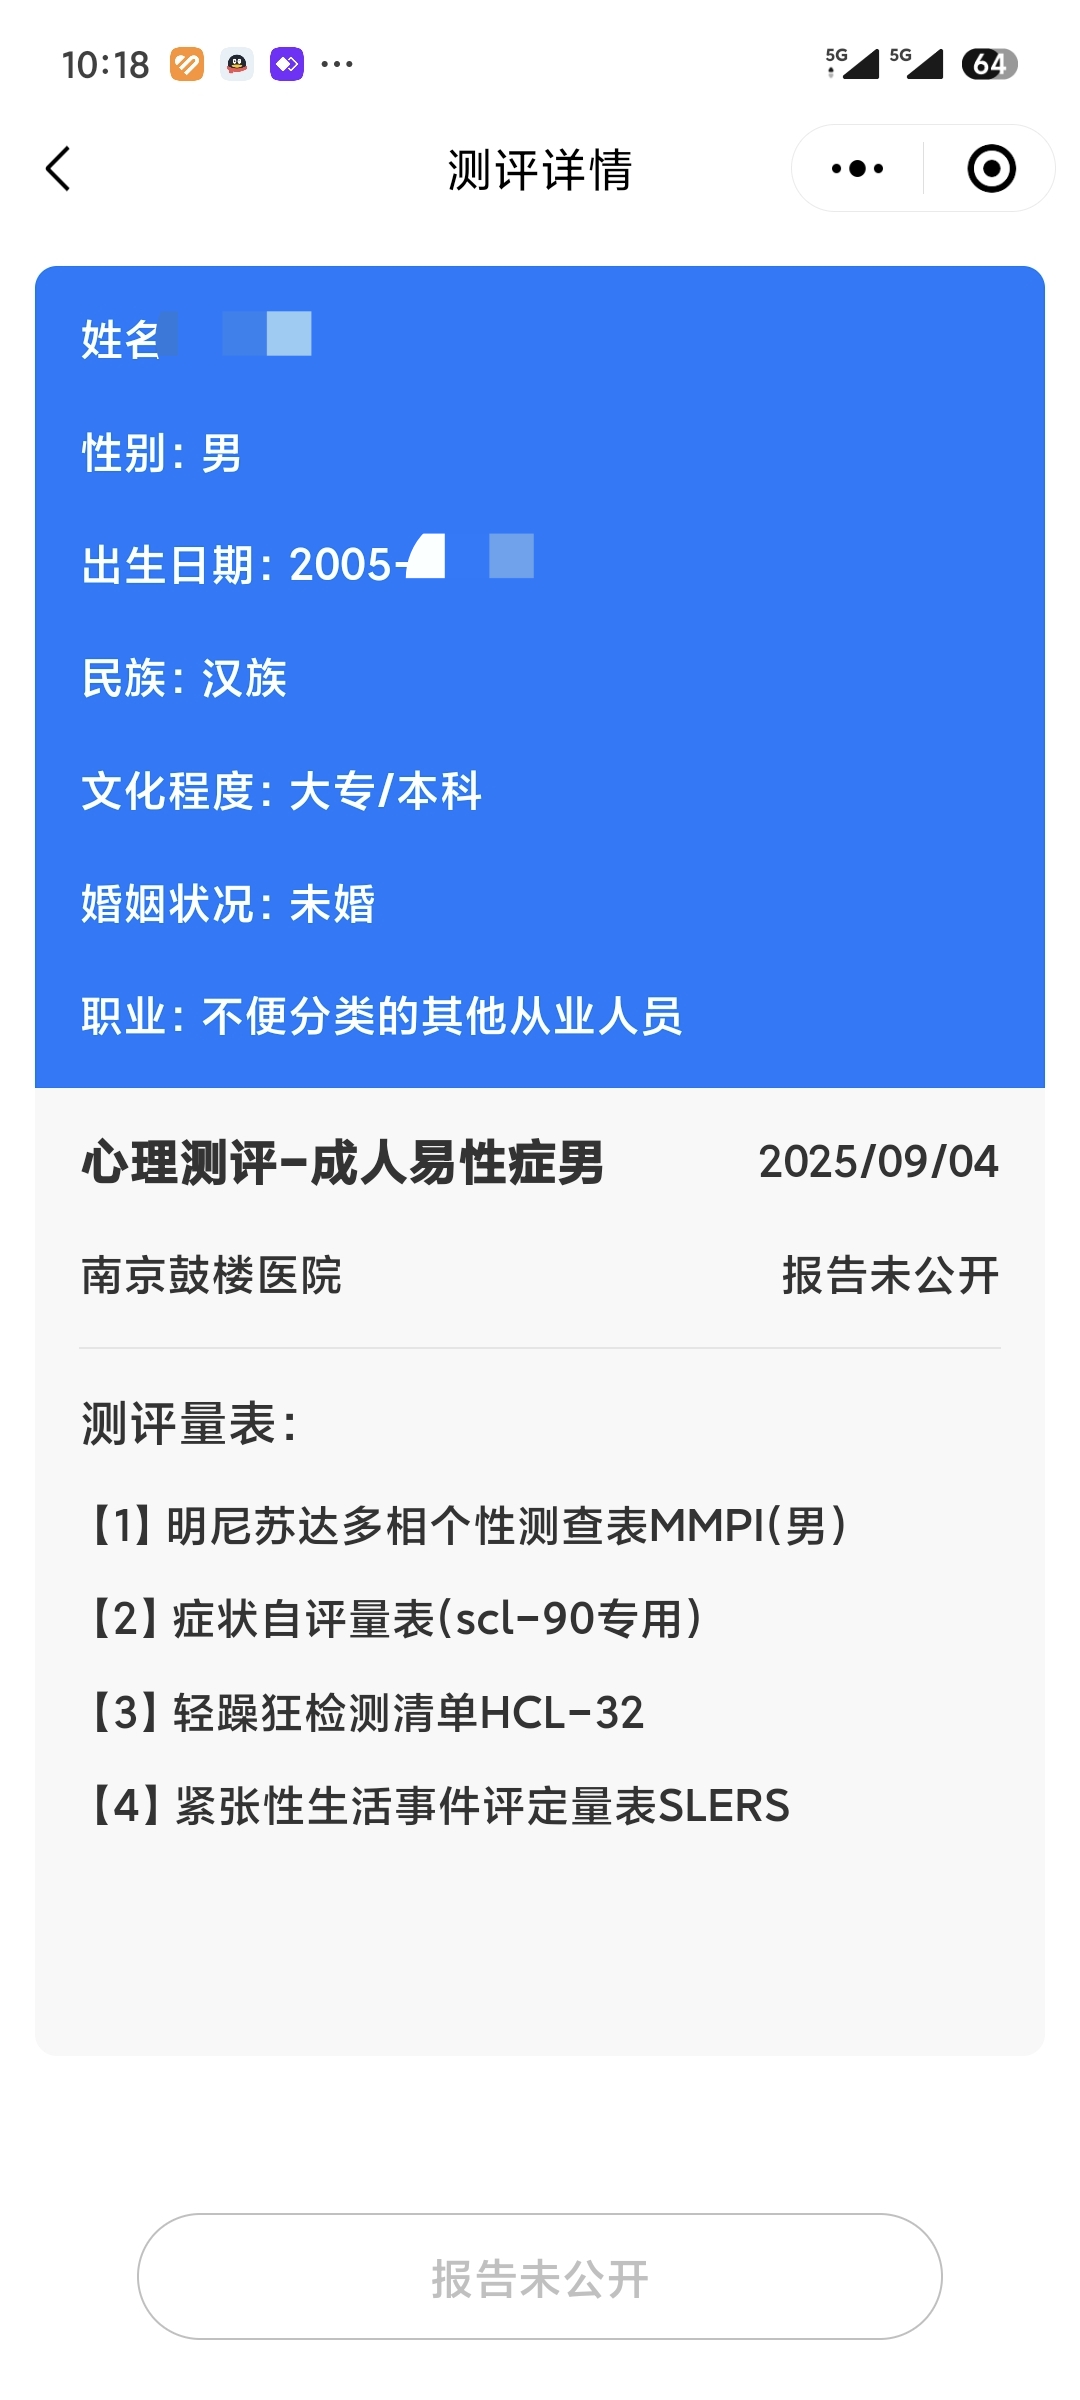 10:18 ... 5G 5G 64
测评详情
姓名
性别：男
出生日期：2005-
民族：汉族
文化程度：大专/本科
婚姻状况：未婚
职业：不便分类的其他从业人员
心理测评-成人易性症男 2025/09/04
南京鼓楼医院 报告未公开
测评量表：
【1】明尼苏达多相个性测查表MMPI(男)
【2】症状自评量表(scl-90专用)
【3】轻躁狂检测清单HCL-32
【4】紧张性生活事件评定量表SLERS
报告未公开